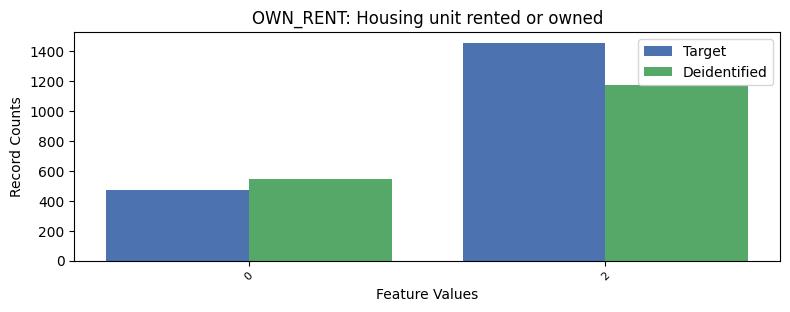 OWN_RENT: Housing unit rented or owned
Target
Deidentified
1400
1200
1000
800
600
400
200
0
Record Counts
0
2
Feature Values